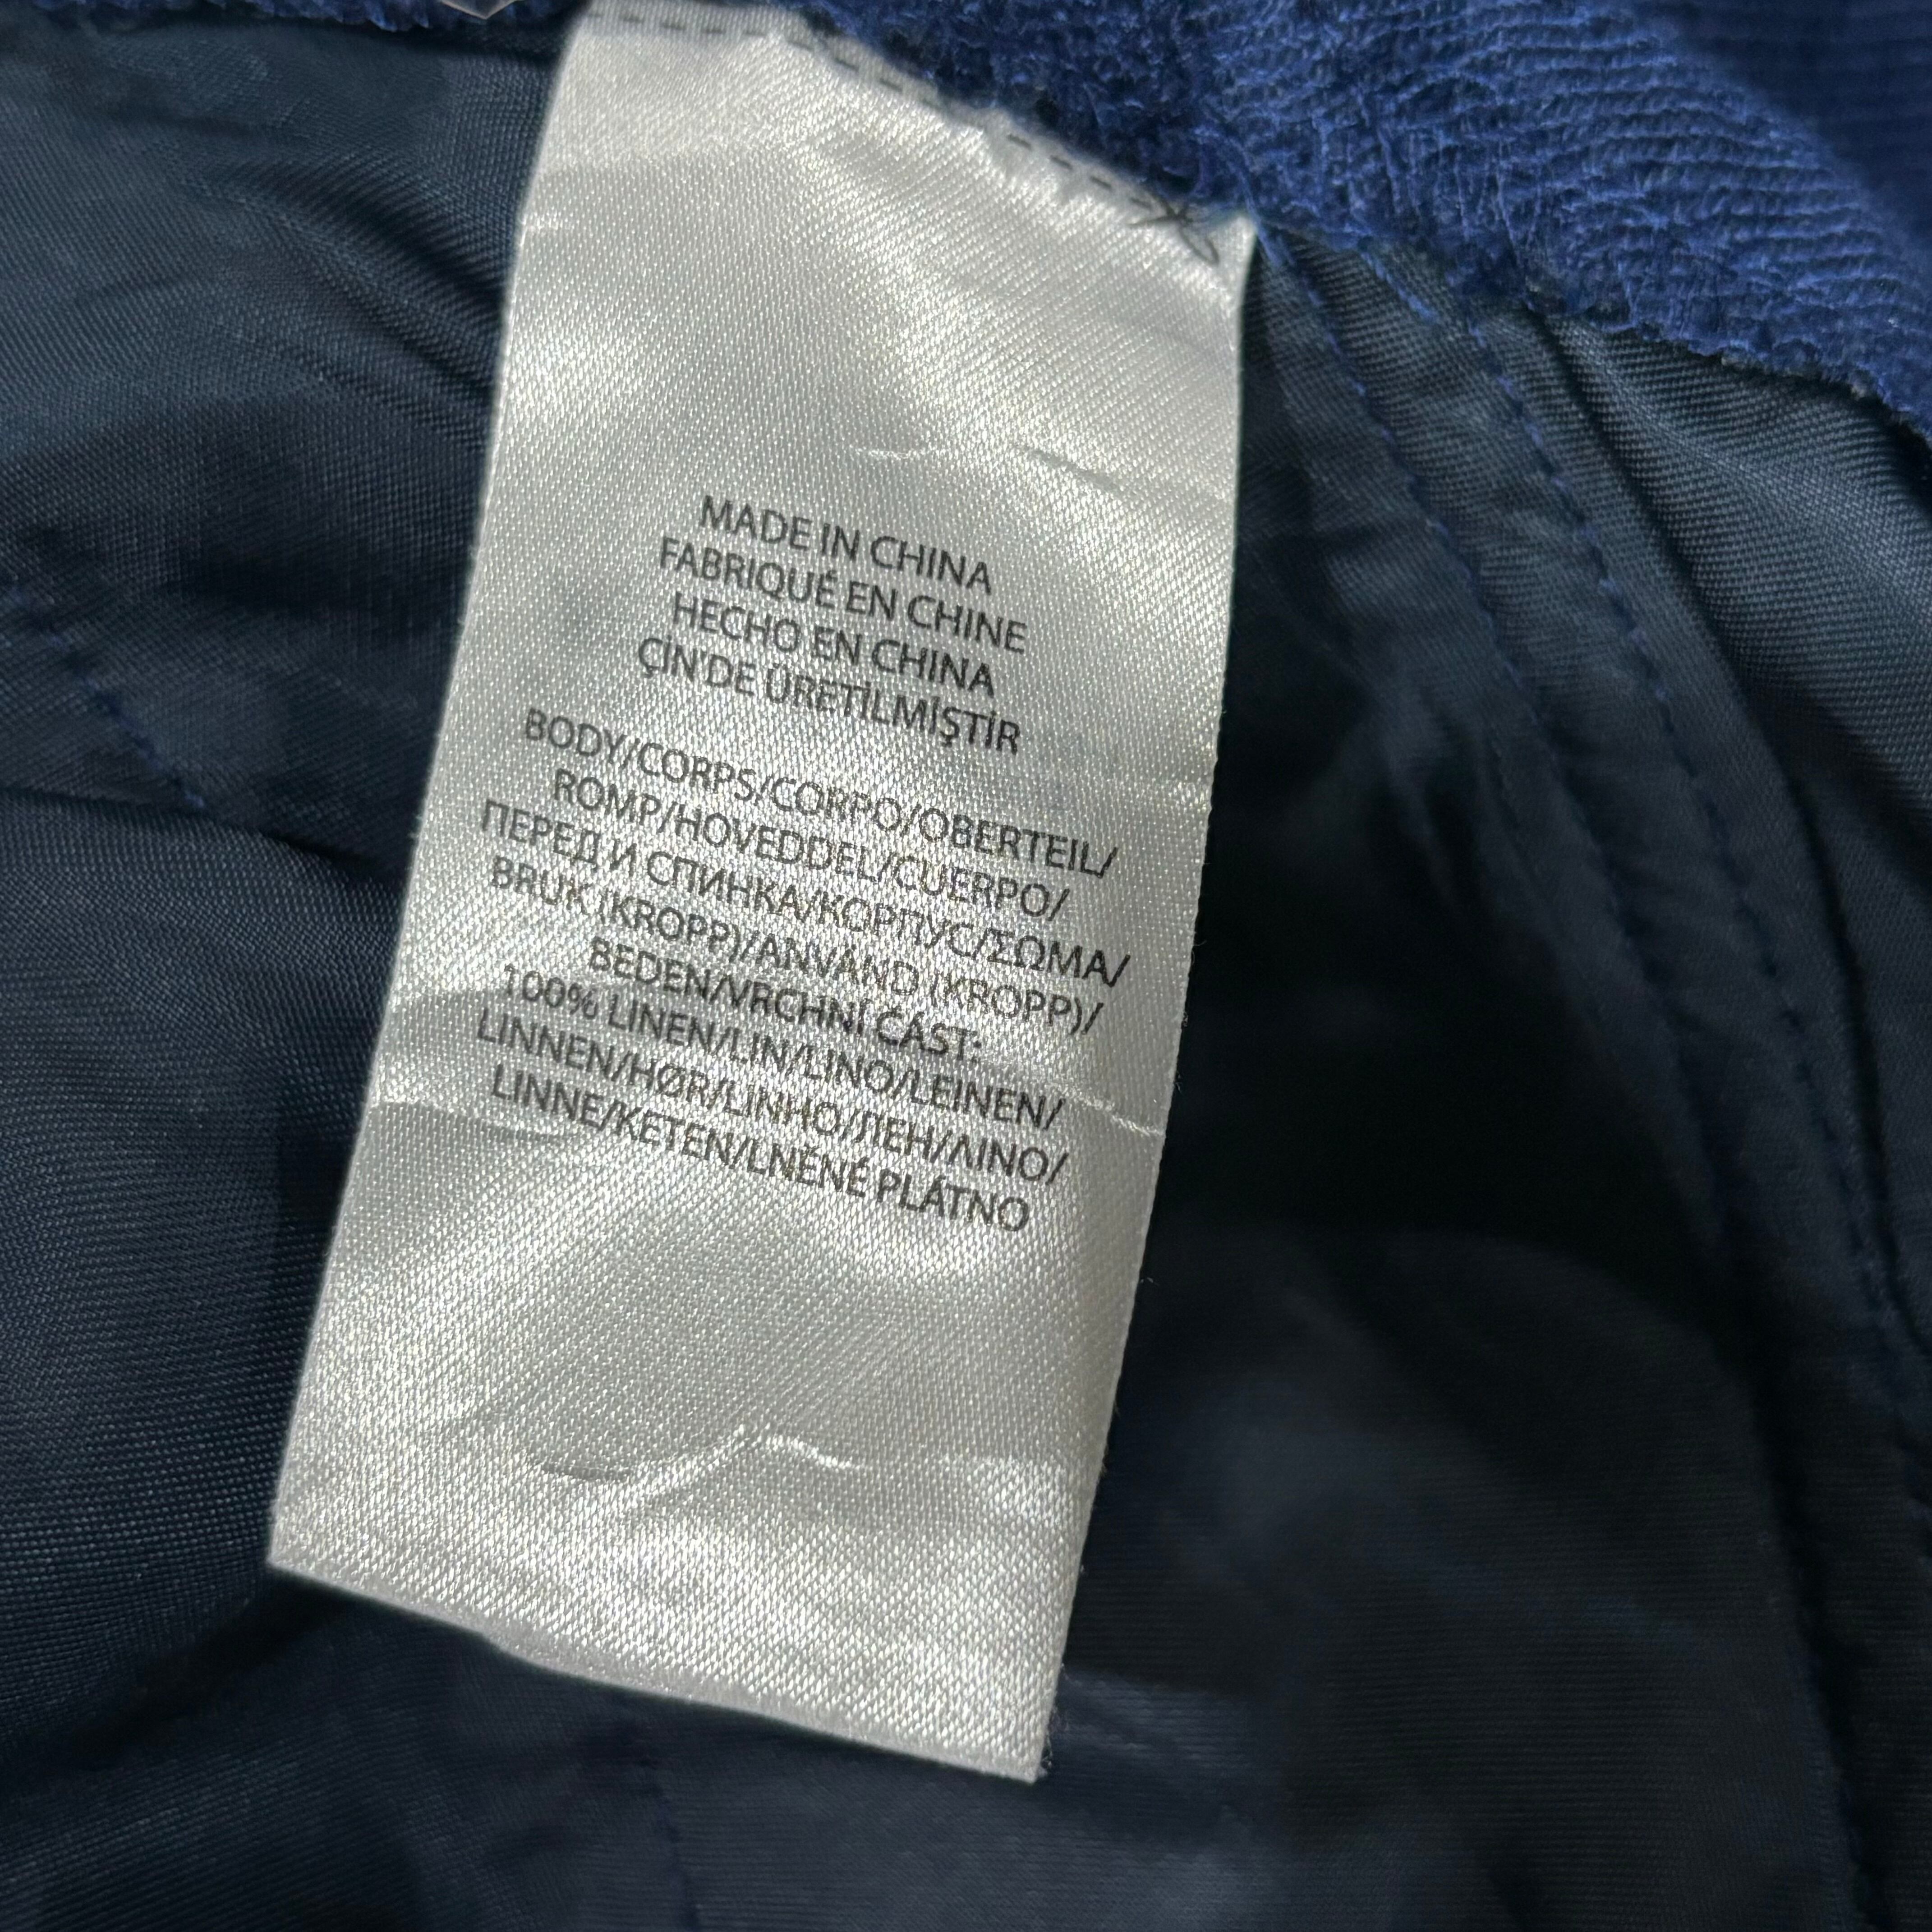 MADE IN CHINA
FABRIQUÉ EN CHINE
HECHO EN CHINA
ÇİN'DE ÜRETİLMİŞTİR
BODY/CORPS/CORPO/OBERTEIL/
ROMP/HOVEDDEL/CUERPO/
ПЕРЕД И СПИНКА/КОРПУС/ΣΩΜΑ/
BRUK (KROPP)/ANVÄND (KROPP)/
BEDEN/VRCHNÍ ČÁST:
100% LINEN/LIN/LINO/LEINEN/
LINNEN/HØR/LINHO/ЛЕН/ΛΙΝΟ/
LINNE/KETEN/LNĚNÉ PLÁTNO